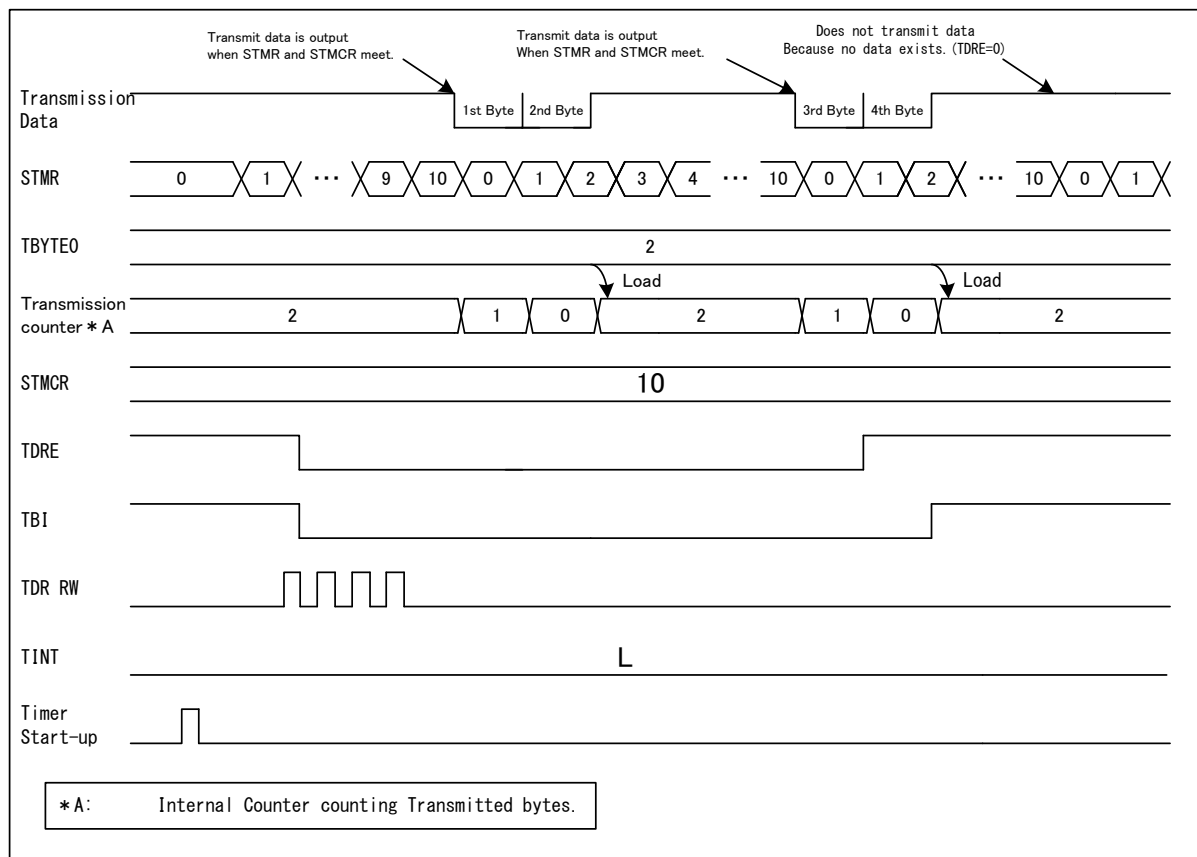 Transmit data is output
when STMR and STMCR meet.
Transmit data is output
When STMR and STMCR meet.
Does not transmit data
Because no data exists. (TDRE=0)
Transmission
Data
1st Byte 2nd Byte 3rd Byte 4th Byte
STMR 0 1 ... 9 10 0 1 2 3 4 ... 10 0 1 2 ... 10 0 1
TBYTE0 2
Load Load
Transmission
counter *A 2 1 0 2 1 0 2
STMCR 10
TDRE
TBI
TDR RW
TINT L
Timer
Start-up
*A: Internal Counter counting Transmitted bytes.